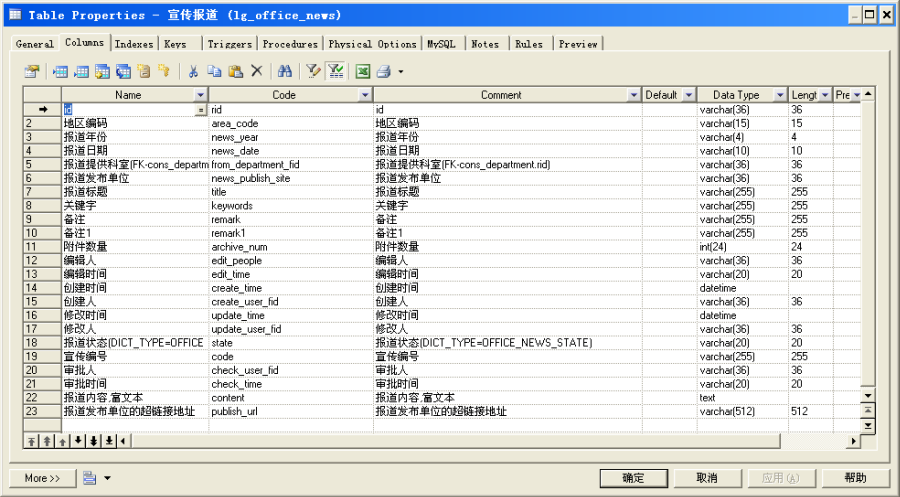 Table Properties - 宣传报道 (lg_office_news)
General Columns Indexes Keys Triggers Procedures Physical Options MySQL Notes Rules Preview
Name Code Comment Default Data Type Lengt Pre
id = rid id varchar(36) 36
2 地区编码 area_code 地区编码 varchar(15) 15
3 报道年份 news_year 报道年份 varchar(4) 4
4 报道日期 news_date 报道日期 varchar(10) 10
5 报道提供科室(FK-cons_departm from_department_fid 报道提供科室(FK-cons_department.rid) varchar(36) 36
6 报道发布单位 news_publish_site 报道发布单位 varchar(36) 36
7 报道标题 title 报道标题 varchar(255) 255
8 关键字 keywords 关键字 varchar(255) 255
9 备注 remark 备注 varchar(255) 255
10 备注1 remark1 备注1 varchar(255) 255
11 附件数量 archive_num 附件数量 int(24) 24
12 编辑人 edit_people 编辑人 varchar(36) 36
13 编辑时间 edit_time 编辑时间 varchar(20) 20
14 创建时间 create_time 创建时间 datetime
15 创建人 create_user_fid 创建人 varchar(36) 36
16 修改时间 update_time 修改时间 datetime
17 修改人 update_user_fid 修改人 varchar(36) 36
18 报道状态(DICT_TYPE=OFFICE state 报道状态(DICT_TYPE=OFFICE_NEWS_STATE) varchar(20) 20
19 宣传编号 code 宣传编号 varchar(255) 255
20 审批人 check_user_fid 审批人 varchar(36) 36
21 审批时间 check_time 审批时间 varchar(20) 20
22 报道内容,富文本 content 报道内容,富文本 text
23 报道发布单位的超链接地址 publish_url 报道发布单位的超链接地址 varchar(512) 512
More >> 确定 取消 应用(A) 帮助